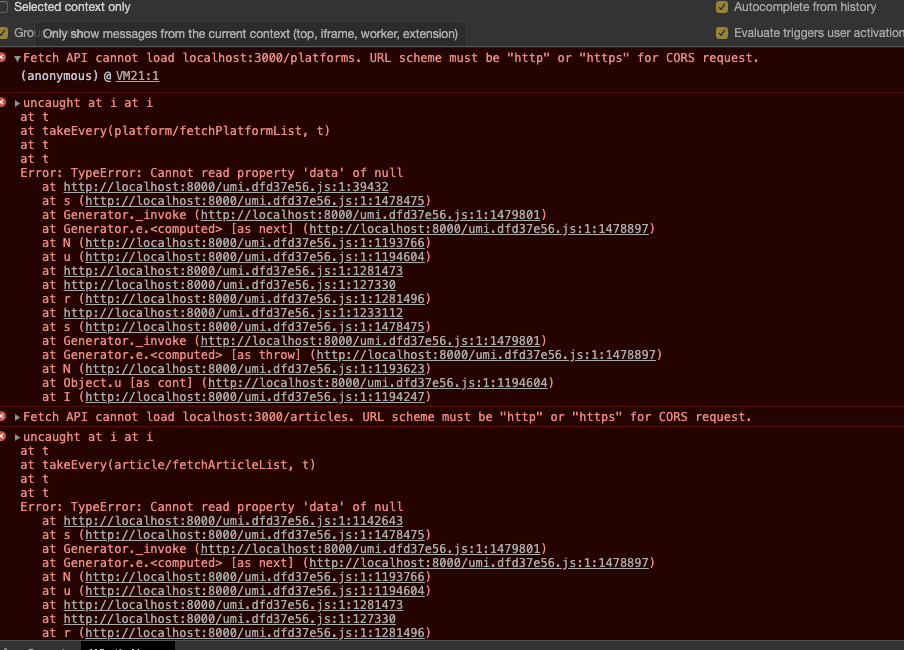 Selected context only
Autocomplete from history
Only show messages from the current context (top, iframe, worker, extension)
Evaluate triggers user activation
Fetch API cannot load localhost:3000/platforms. URL scheme must be "http" or "https" for CORS request.
(anonymous) @ VM21:1
uncaught at i at i
at t
at takeEvery(platform/fetchPlatformList, t)
at t
at t
Error: TypeError: Cannot read property 'data' of null
at http://localhost:8000/umi.dfd37e56.js:1:39432
at s (http://localhost:8000/umi.dfd37e56.js:1:1478475)
at Generator._invoke (http://localhost:8000/umi.dfd37e56.js:1:1479801)
at Generator.e.<computed> [as next] (http://localhost:8000/umi.dfd37e56.js:1:1478897)
at N (http://localhost:8000/umi.dfd37e56.js:1:1193766)
at u (http://localhost:8000/umi.dfd37e56.js:1:1194604)
at http://localhost:8000/umi.dfd37e56.js:1:1281473
at http://localhost:8000/umi.dfd37e56.js:1:127330
at r (http://localhost:8000/umi.dfd37e56.js:1:1281496)
at http://localhost:8000/umi.dfd37e56.js:1:1233112
at s (http://localhost:8000/umi.dfd37e56.js:1:1478475)
at Generator._invoke (http://localhost:8000/umi.dfd37e56.js:1:1479801)
at Generator.e.<computed> [as throw] (http://localhost:8000/umi.dfd37e56.js:1:1478897)
at N (http://localhost:8000/umi.dfd37e56.js:1:1193623)
at Object.u [as cont] (http://localhost:8000/umi.dfd37e56.js:1:1194604)
at I (http://localhost:8000/umi.dfd37e56.js:1:1194247)
Fetch API cannot load localhost:3000/articles. URL scheme must be "http" or "https" for CORS request.
uncaught at i at i
at t
at takeEvery(article/fetchArticleList, t)
at t
at t
Error: TypeError: Cannot read property 'data' of null
at http://localhost:8000/umi.dfd37e56.js:1:1142643
at s (http://localhost:8000/umi.dfd37e56.js:1:1478475)
at Generator._invoke (http://localhost:8000/umi.dfd37e56.js:1:1479801)
at Generator.e.<computed> [as next] (http://localhost:8000/umi.dfd37e56.js:1:1478897)
at N (http://localhost:8000/umi.dfd37e56.js:1:1193766)
at u (http://localhost:8000/umi.dfd37e56.js:1:1194604)
at http://localhost:8000/umi.dfd37e56.js:1:1281473
at http://localhost:8000/umi.dfd37e56.js:1:127330
at r (http://localhost:8000/umi.dfd37e56.js:1:1281496)